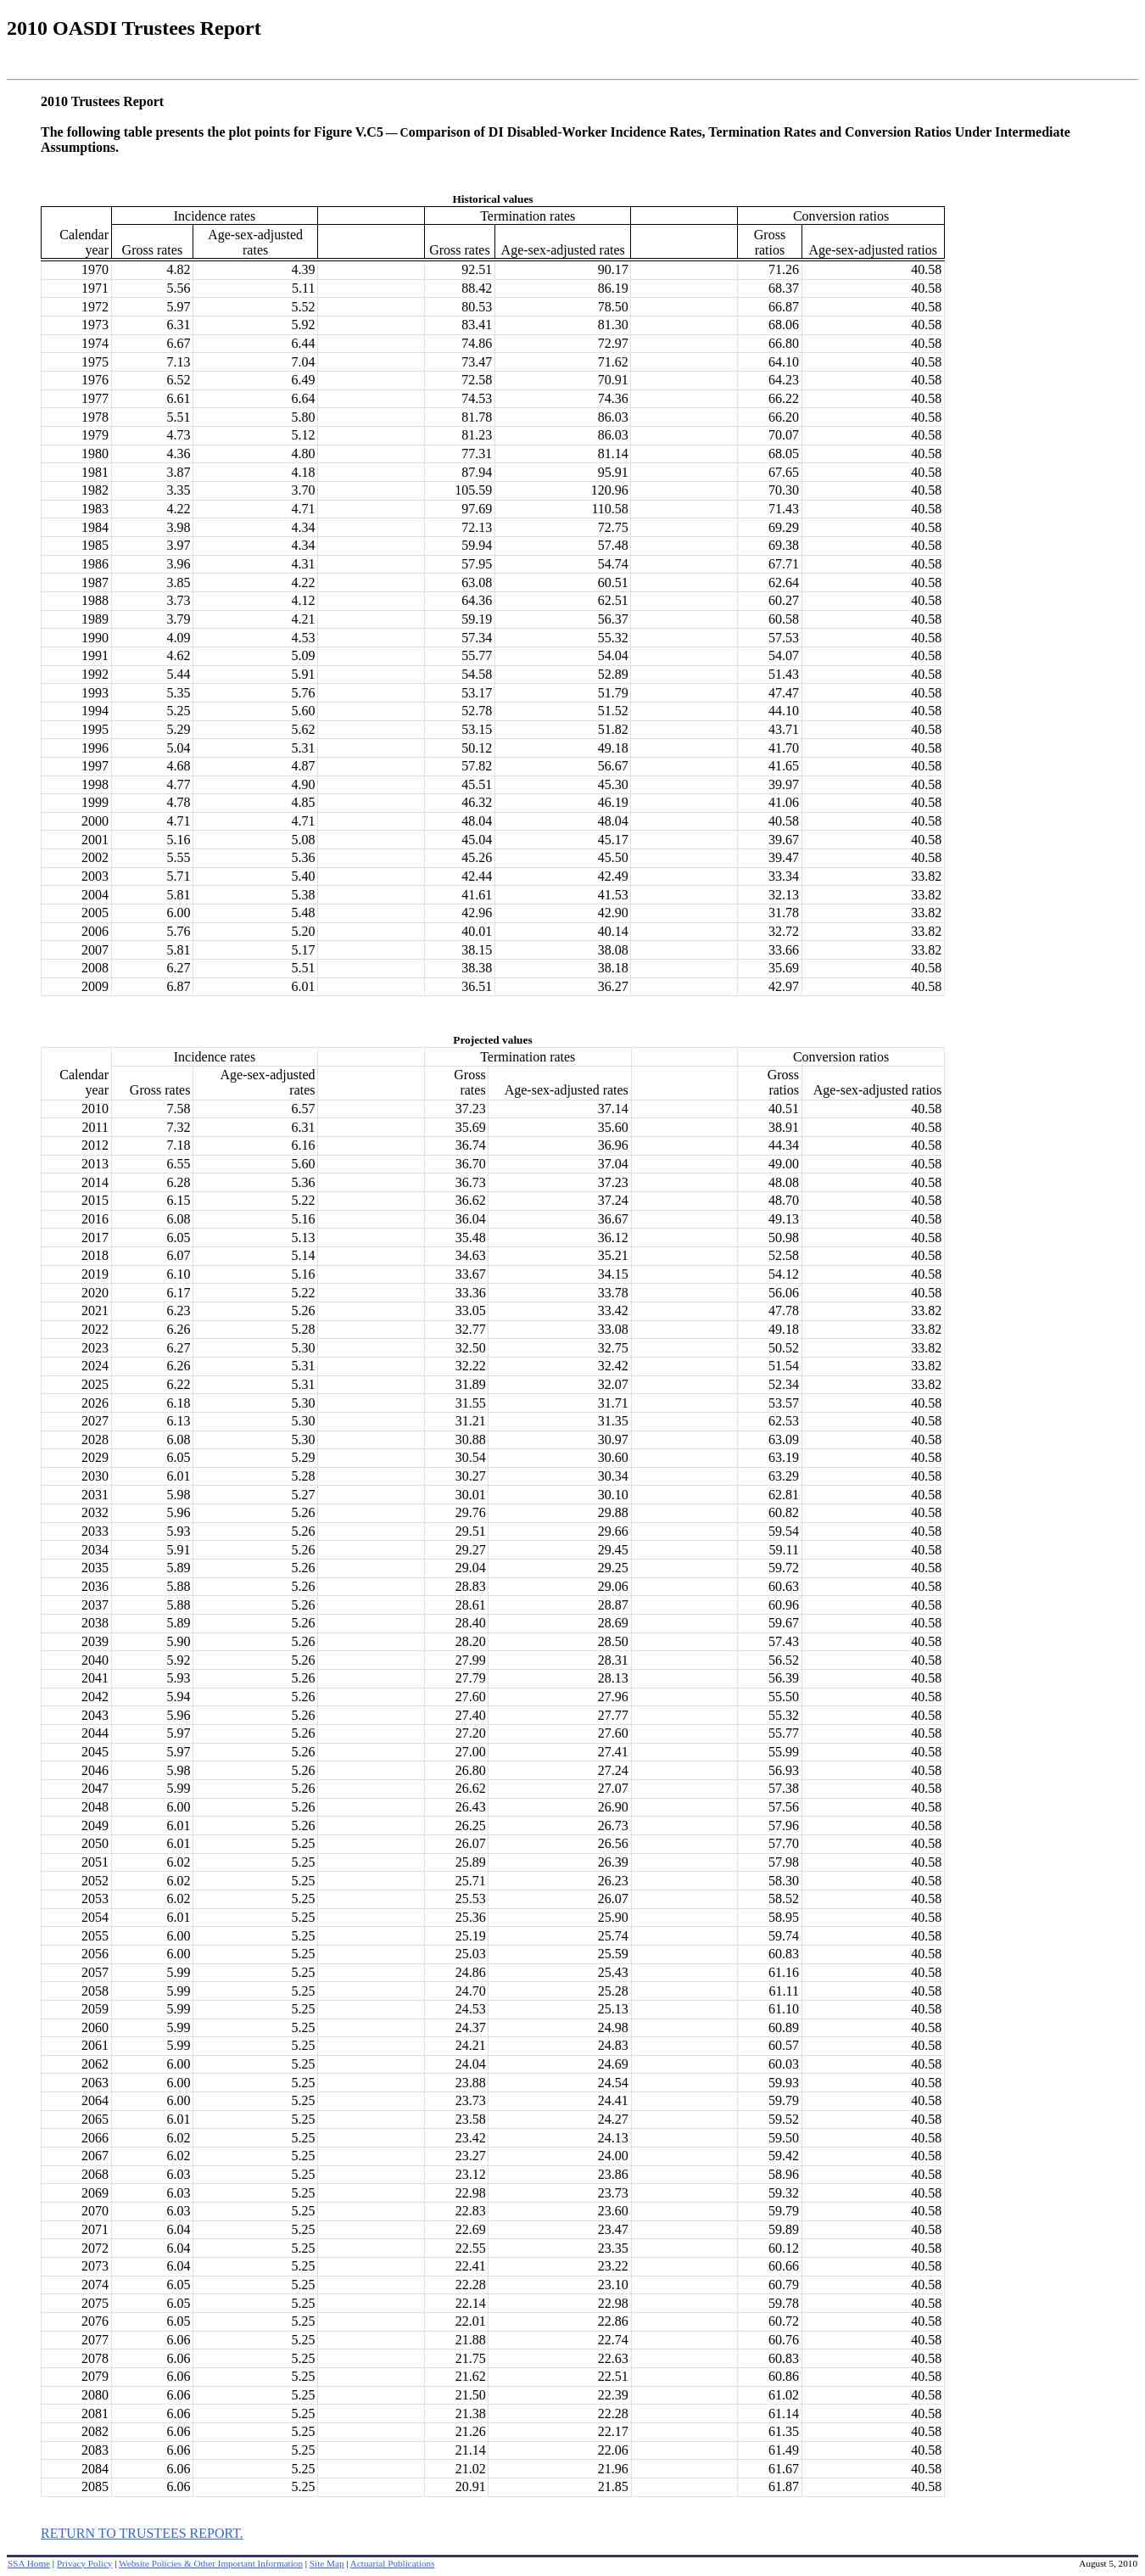 2010 OASDI Trustees Report
2010 Trustees Report
The following table presents the plot points for Figure V.C5 — Comparison of DI Disabled-Worker Incidence Rates, Termination Rates and Conversion Ratios Under Intermediate
Assumptions.
Historical values
Incidence rates Termination rates Conversion ratios
Calendar year Gross rates Age-sex-adjusted rates Gross rates Age-sex-adjusted rates Gross ratios Age-sex-adjusted ratios
1970 4.82 4.39 92.51 90.17 71.26 40.58
1971 5.56 5.11 88.42 86.19 68.37 40.58
1972 5.97 5.52 80.53 78.50 66.87 40.58
1973 6.31 5.92 83.41 81.30 68.06 40.58
1974 6.67 6.44 74.86 72.97 66.80 40.58
1975 7.13 7.04 73.47 71.62 64.10 40.58
1976 6.52 6.49 72.58 70.91 64.23 40.58
1977 6.61 6.64 74.53 74.36 66.22 40.58
1978 5.51 5.80 81.78 86.03 66.20 40.58
1979 4.73 5.12 81.23 86.03 70.07 40.58
1980 4.36 4.80 77.31 81.14 68.05 40.58
1981 3.87 4.18 87.94 95.91 67.65 40.58
1982 3.35 3.70 105.59 120.96 70.30 40.58
1983 4.22 4.71 97.69 110.58 71.43 40.58
1984 3.98 4.34 72.13 72.75 69.29 40.58
1985 3.97 4.34 59.94 57.48 69.38 40.58
1986 3.96 4.31 57.95 54.74 67.71 40.58
1987 3.85 4.22 63.08 60.51 62.64 40.58
1988 3.73 4.12 64.36 62.51 60.27 40.58
1989 3.79 4.21 59.19 56.37 60.58 40.58
1990 4.09 4.53 57.34 55.32 57.53 40.58
1991 4.62 5.09 55.77 54.04 54.07 40.58
1992 5.44 5.91 54.58 52.89 51.43 40.58
1993 5.35 5.76 53.17 51.79 47.47 40.58
1994 5.25 5.60 52.78 51.52 44.10 40.58
1995 5.29 5.62 53.15 51.82 43.71 40.58
1996 5.04 5.31 50.12 49.18 41.70 40.58
1997 4.68 4.87 57.82 56.67 41.65 40.58
1998 4.77 4.90 45.51 45.30 39.97 40.58
1999 4.78 4.85 46.32 46.19 41.06 40.58
2000 4.71 4.71 48.04 48.04 40.58 40.58
2001 5.16 5.08 45.04 45.17 39.67 40.58
2002 5.55 5.36 45.26 45.50 39.47 40.58
2003 5.71 5.40 42.44 42.49 33.34 33.82
2004 5.81 5.38 41.61 41.53 32.13 33.82
2005 6.00 5.48 42.96 42.90 31.78 33.82
2006 5.76 5.20 40.01 40.14 32.72 33.82
2007 5.81 5.17 38.15 38.08 33.66 33.82
2008 6.27 5.51 38.38 38.18 35.69 40.58
2009 6.87 6.01 36.51 36.27 42.97 40.58
Projected values
Incidence rates Termination rates Conversion ratios
Calendar year Gross rates Age-sex-adjusted rates Gross rates Age-sex-adjusted rates Gross ratios Age-sex-adjusted ratios
2010 7.58 6.57 37.23 37.14 40.51 40.58
2011 7.32 6.31 35.69 35.60 38.91 40.58
2012 7.18 6.16 36.74 36.96 44.34 40.58
2013 6.55 5.60 36.70 37.04 49.00 40.58
2014 6.28 5.36 36.73 37.23 48.08 40.58
2015 6.15 5.22 36.62 37.24 48.70 40.58
2016 6.08 5.16 36.04 36.67 49.13 40.58
2017 6.05 5.13 35.48 36.12 50.98 40.58
2018 6.07 5.14 34.63 35.21 52.58 40.58
2019 6.10 5.16 33.67 34.15 54.12 40.58
2020 6.17 5.22 33.36 33.78 56.06 40.58
2021 6.23 5.26 33.05 33.42 47.78 33.82
2022 6.26 5.28 32.77 33.08 49.18 33.82
2023 6.27 5.30 32.50 32.75 50.52 33.82
2024 6.26 5.31 32.22 32.42 51.54 33.82
2025 6.22 5.31 31.89 32.07 52.34 33.82
2026 6.18 5.30 31.55 31.71 53.57 40.58
2027 6.13 5.30 31.21 31.35 62.53 40.58
2028 6.08 5.30 30.88 30.97 63.09 40.58
2029 6.05 5.29 30.54 30.60 63.19 40.58
2030 6.01 5.28 30.27 30.34 63.29 40.58
2031 5.98 5.27 30.01 30.10 62.81 40.58
2032 5.96 5.26 29.76 29.88 60.82 40.58
2033 5.93 5.26 29.51 29.66 59.54 40.58
2034 5.91 5.26 29.27 29.45 59.11 40.58
2035 5.89 5.26 29.04 29.25 59.72 40.58
2036 5.88 5.26 28.83 29.06 60.63 40.58
2037 5.88 5.26 28.61 28.87 60.96 40.58
2038 5.89 5.26 28.40 28.69 59.67 40.58
2039 5.90 5.26 28.20 28.50 57.43 40.58
2040 5.92 5.26 27.99 28.31 56.52 40.58
2041 5.93 5.26 27.79 28.13 56.39 40.58
2042 5.94 5.26 27.60 27.96 55.50 40.58
2043 5.96 5.26 27.40 27.77 55.32 40.58
2044 5.97 5.26 27.20 27.60 55.77 40.58
2045 5.97 5.26 27.00 27.41 55.99 40.58
2046 5.98 5.26 26.80 27.24 56.93 40.58
2047 5.99 5.26 26.62 27.07 57.38 40.58
2048 6.00 5.26 26.43 26.90 57.56 40.58
2049 6.01 5.26 26.25 26.73 57.96 40.58
2050 6.01 5.25 26.07 26.56 57.70 40.58
2051 6.02 5.25 25.89 26.39 57.98 40.58
2052 6.02 5.25 25.71 26.23 58.30 40.58
2053 6.02 5.25 25.53 26.07 58.52 40.58
2054 6.01 5.25 25.36 25.90 58.95 40.58
2055 6.00 5.25 25.19 25.74 59.74 40.58
2056 6.00 5.25 25.03 25.59 60.83 40.58
2057 5.99 5.25 24.86 25.43 61.16 40.58
2058 5.99 5.25 24.70 25.28 61.11 40.58
2059 5.99 5.25 24.53 25.13 61.10 40.58
2060 5.99 5.25 24.37 24.98 60.89 40.58
2061 5.99 5.25 24.21 24.83 60.57 40.58
2062 6.00 5.25 24.04 24.69 60.03 40.58
2063 6.00 5.25 23.88 24.54 59.93 40.58
2064 6.00 5.25 23.73 24.41 59.79 40.58
2065 6.01 5.25 23.58 24.27 59.52 40.58
2066 6.02 5.25 23.42 24.13 59.50 40.58
2067 6.02 5.25 23.27 24.00 59.42 40.58
2068 6.03 5.25 23.12 23.86 58.96 40.58
2069 6.03 5.25 22.98 23.73 59.32 40.58
2070 6.03 5.25 22.83 23.60 59.79 40.58
2071 6.04 5.25 22.69 23.47 59.89 40.58
2072 6.04 5.25 22.55 23.35 60.12 40.58
2073 6.04 5.25 22.41 23.22 60.66 40.58
2074 6.05 5.25 22.28 23.10 60.79 40.58
2075 6.05 5.25 22.14 22.98 59.78 40.58
2076 6.05 5.25 22.01 22.86 60.72 40.58
2077 6.06 5.25 21.88 22.74 60.76 40.58
2078 6.06 5.25 21.75 22.63 60.83 40.58
2079 6.06 5.25 21.62 22.51 60.86 40.58
2080 6.06 5.25 21.50 22.39 61.02 40.58
2081 6.06 5.25 21.38 22.28 61.14 40.58
2082 6.06 5.25 21.26 22.17 61.35 40.58
2083 6.06 5.25 21.14 22.06 61.49 40.58
2084 6.06 5.25 21.02 21.96 61.67 40.58
2085 6.06 5.25 20.91 21.85 61.87 40.58
RETURN TO TRUSTEES REPORT.
SSA Home | Privacy Policy | Website Policies & Other Important Information | Site Map | Actuarial Publications August 5, 2010